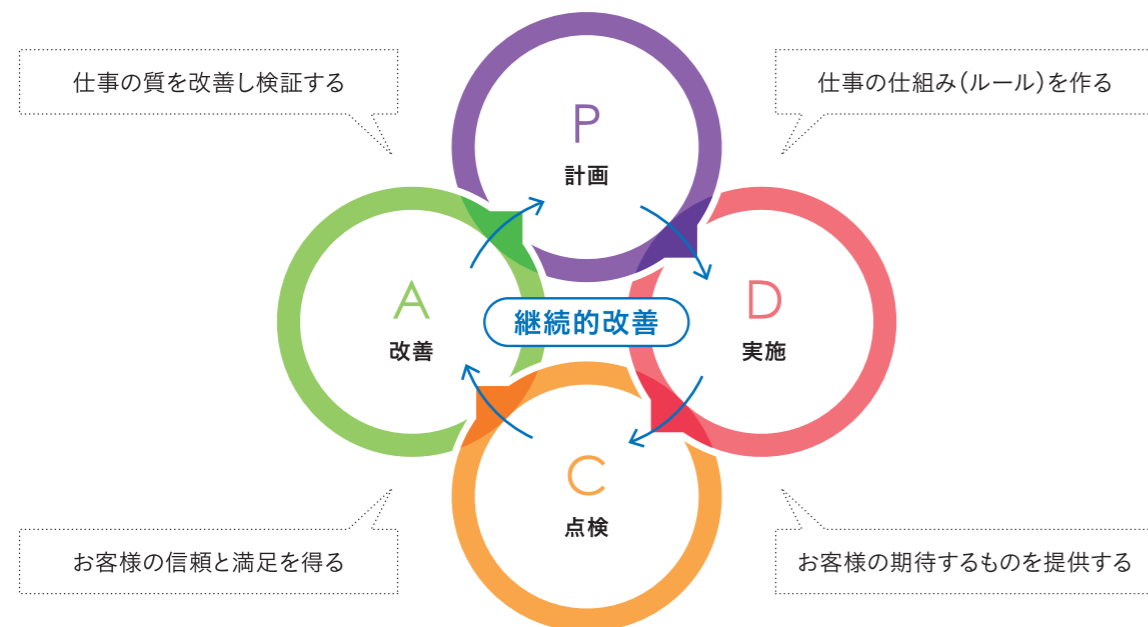 仕事の質を改善し検証する
仕事の仕組み（ルール）を作る
P
計画
A
改善
継続的改善
D
実施
C
点検
お客様の信頼と満足を得る
お客様の期待するものを提供する